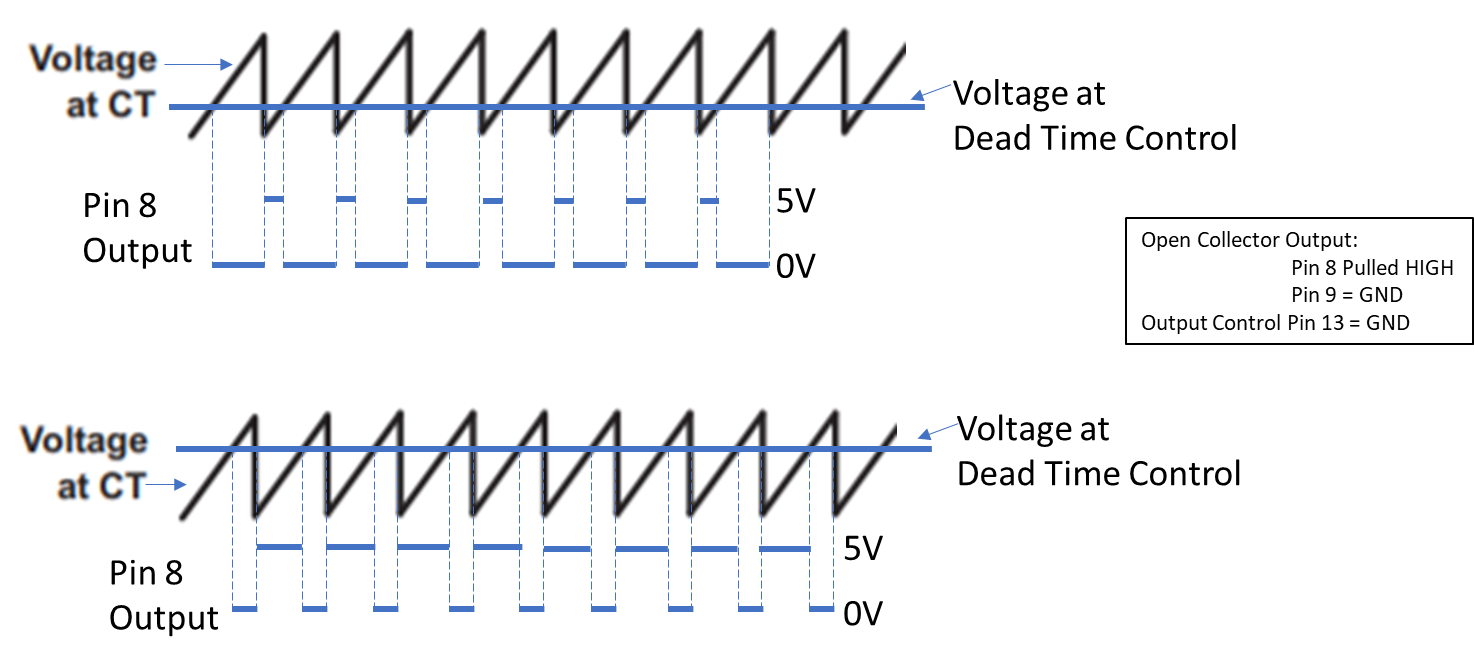 Voltage
at CT
Voltage at
Dead Time Control
Pin 8
Output
5V
0V
Open Collector Output:
Pin 8 Pulled HIGH
Pin 9 = GND
Output Control Pin 13 = GND
Voltage
at CT
Voltage at
Dead Time Control
Pin 8
Output
5V
0V